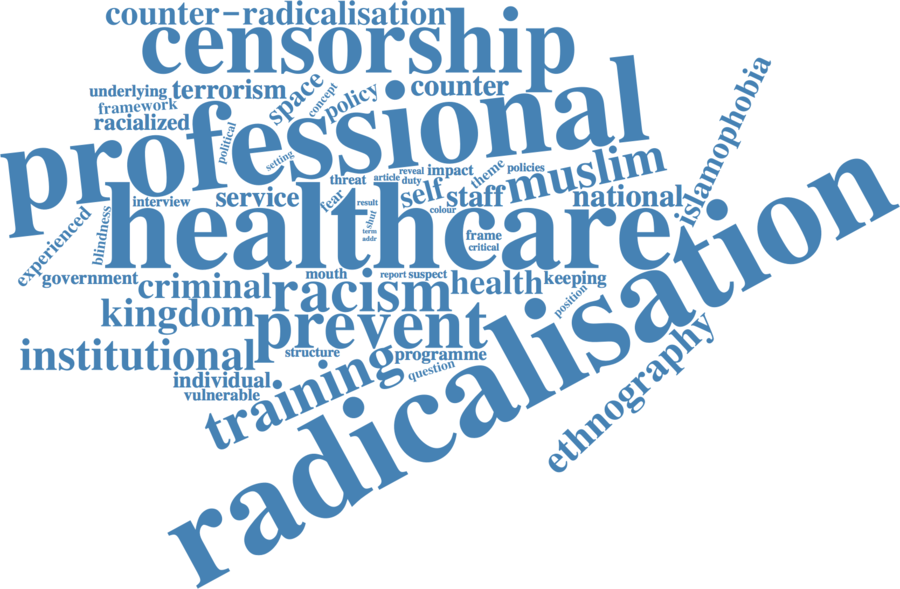 counter-radicalisation
censorship
underlying terrorism space concept policy counter
framework
racialized political professional
setting
islamophobia
threat article reveal duty impact theme policies muslim
interview service fear result self staff national
colour
experienced blindness healthcare shut term addr frame critical
government mouth report suspect keeping
criminal racism health position
kingdom prevent
institutional structure programme
individual training question
vulnerable
radicalisation
ethnography